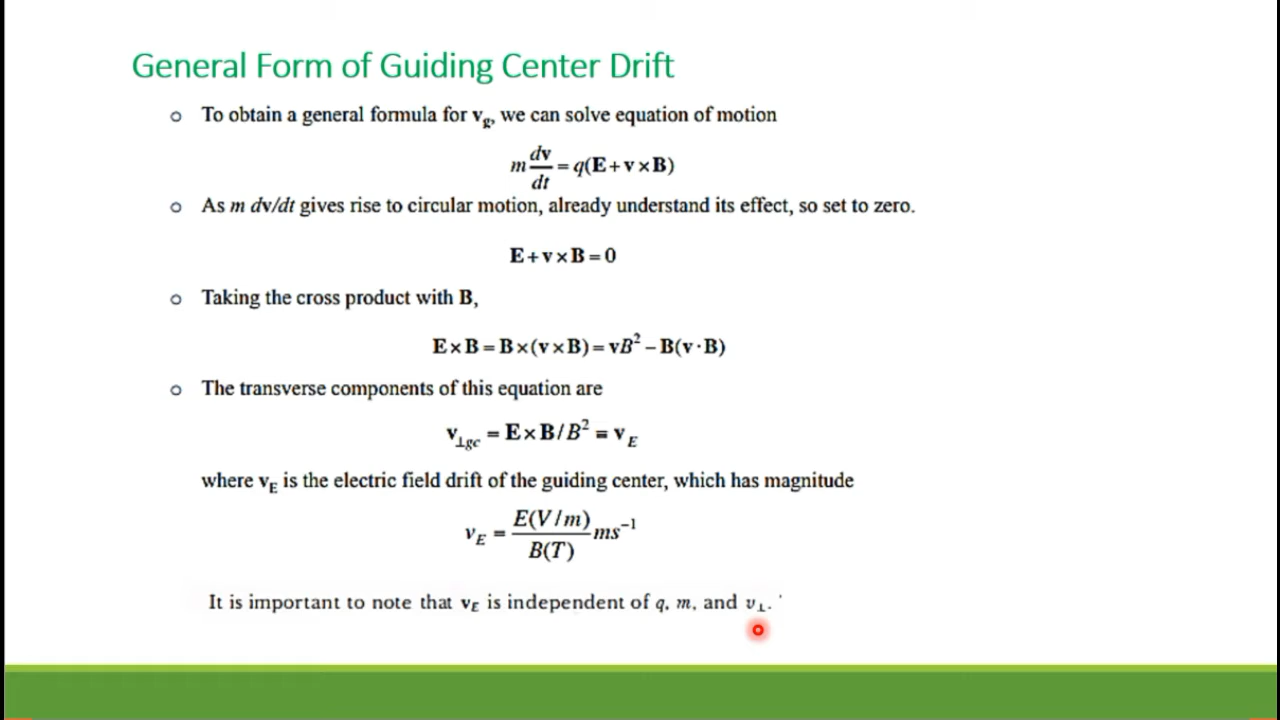 General Form of Guiding Center Drift
o To obtain a general formula for v_g, we can solve equation of motion
m dv/dt = q(E + v × B)
o As m dv/dt gives rise to circular motion, already understand its effect, so set to zero.
E + v × B = 0
o Taking the cross product with B,
E × B = B × (v × B) = vB² − B(v · B)
o The transverse components of this equation are
v_⊥gc = E × B / B² ≡ v_E
where v_E is the electric field drift of the guiding center, which has magnitude
v_E = E(V/m) / B(T) ms⁻¹
It is important to note that v_E is independent of q, m, and v_⊥.